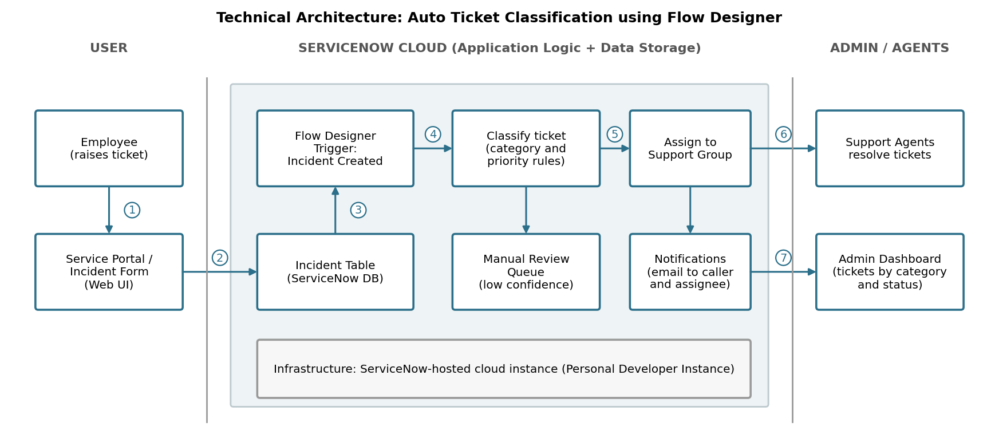 Technical Architecture: Auto Ticket Classification using Flow Designer
USER
SERVICENOW CLOUD (Application Logic + Data Storage)
ADMIN / AGENTS
Employee
(raises ticket)
Flow Designer
Trigger:
Incident Created
4
Classify ticket
(category and
priority rules)
5
Assign to
Support Group
6
Support Agents
resolve tickets
1
3
Service Portal /
Incident Form
(Web UI)
2
Incident Table
(ServiceNow DB)
Manual Review
Queue
(low confidence)
Notifications
(email to caller
and assignee)
7
Admin Dashboard
(tickets by category
and status)
Infrastructure: ServiceNow-hosted cloud instance (Personal Developer Instance)